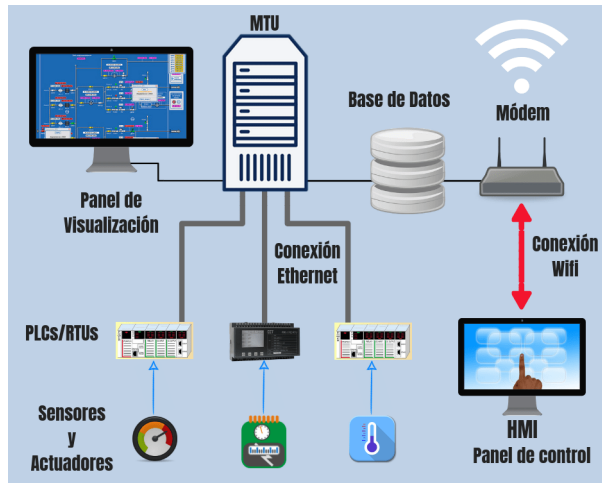 MTU
Base de Datos
Módem
Panel de
Visualización
Conexión
Ethernet
Conexión
Wifi
PLCs/RTUs
Sensores
y
Actuadores
HMI
Panel de control